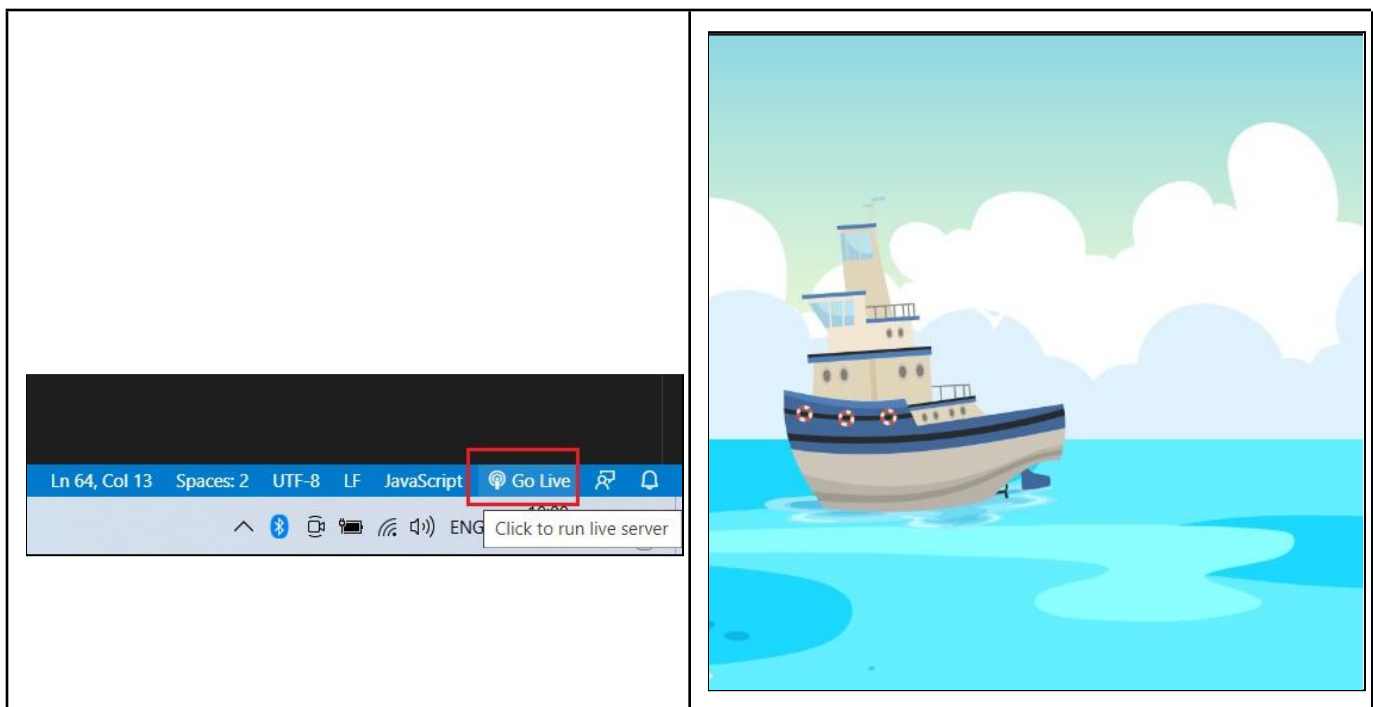 Ln 64, Col 13 Spaces: 2 UTF-8 LF JavaScript Go Live
ENG
Click to run live server